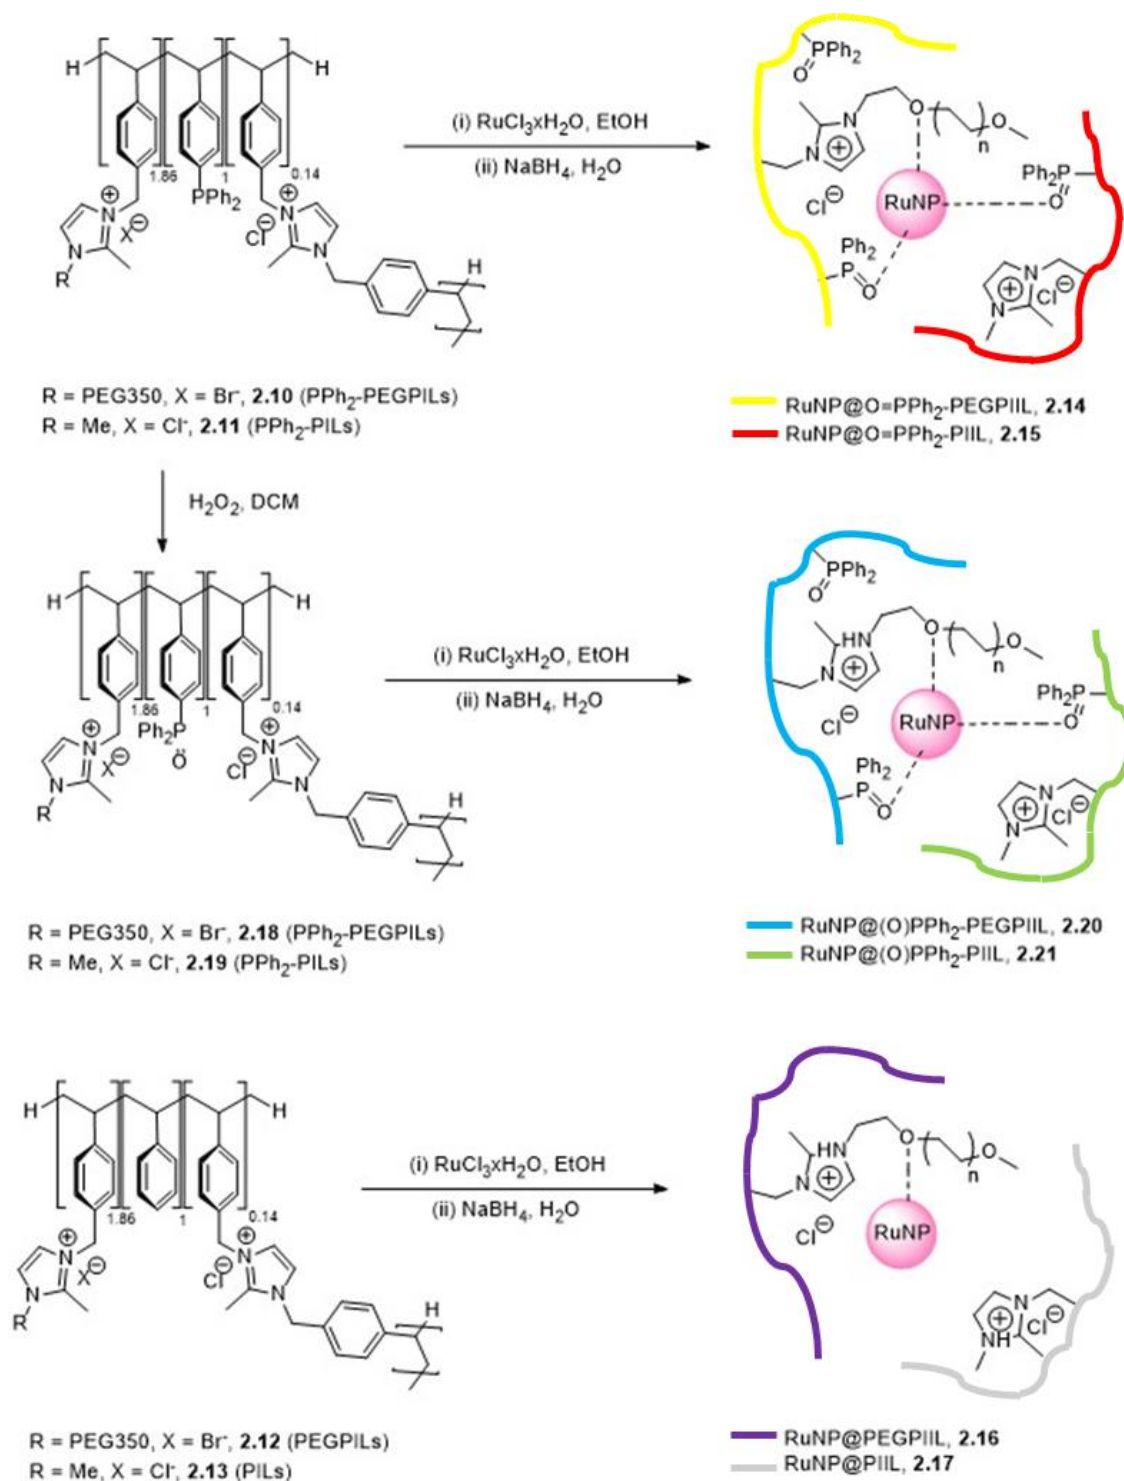 H
H
1.86
1
0.14
PPh2
X⊖
Cl⊖
N
N
R
N
N
H
(i) RuCl3xH2O, EtOH
(ii) NaBH4, H2O
PPh2
O
N
N
O
n
O
Ph2P
O
Cl⊖
RuNP
Ph2
P
O
N
N
Cl⊖
R = PEG350, X = Br-, 2.10 (PPh2-PEGPILs)
R = Me, X = Cl-, 2.11 (PPh2-PILs)
RuNP@O=PPh2-PEGPIIL, 2.14
RuNP@O=PPh2-PIIL, 2.15
H2O2, DCM
H
H
1.86
1
0.14
Ph2P
O
X⊖
Cl⊖
N
N
R
N
N
H
(i) RuCl3xH2O, EtOH
(ii) NaBH4, H2O
PPh2
O
HN
N
O
n
O
Ph2P
O
Cl⊖
RuNP
Ph2
P
O
N
N
Cl⊖
R = PEG350, X = Br-, 2.18 (PPh2-PEGPILs)
R = Me, X = Cl-, 2.19 (PPh2-PILs)
RuNP@(O)PPh2-PEGPIIL, 2.20
RuNP@(O)PPh2-PIIL, 2.21
H
H
1.86
1
0.14
X⊖
Cl⊖
N
N
R
N
N
H
(i) RuCl3xH2O, EtOH
(ii) NaBH4, H2O
HN
N
O
n
O
Cl⊖
RuNP
N
NH
Cl⊖
R = PEG350, X = Br-, 2.12 (PEGPILs)
R = Me, X = Cl-, 2.13 (PILs)
RuNP@PEGPIIL, 2.16
RuNP@PIIL, 2.17